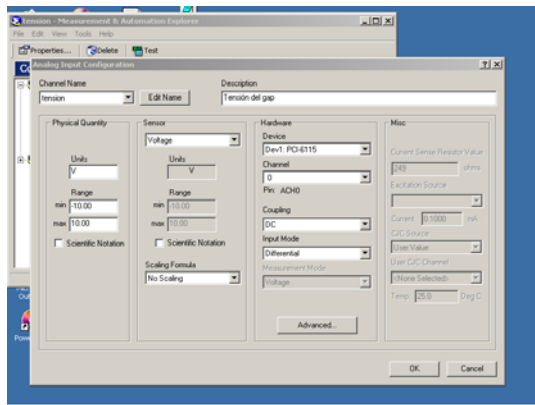 tension - Measurement & Automation Explorer
File Edit View Tools Help
Properties... Delete Test
Analog Input Configuration
Channel Name
Description
tension
Edit Name
Tensión del gap
Physical Quantity
Sensor
Hardware
Misc
Voltage
Device
Dev1: PCI-6115
Units
V
Units
V
Channel
0
Pin: ACH0
Current Sense Resistor Value
249 ohms
Excitation Source
Range
min -10.00
max 10.00
Range
min -10.00
max 10.00
Coupling
DC
Current 0.1000 mA
Scientific Notation
Scientific Notation
Input Mode
Differential
CJC Source
User Value
Scaling Formula
No Scaling
Measurement Mode
Voltage
User CJC Channel
<None Selected>
Temp 25.0 Deg C
Advanced...
OK Cancel